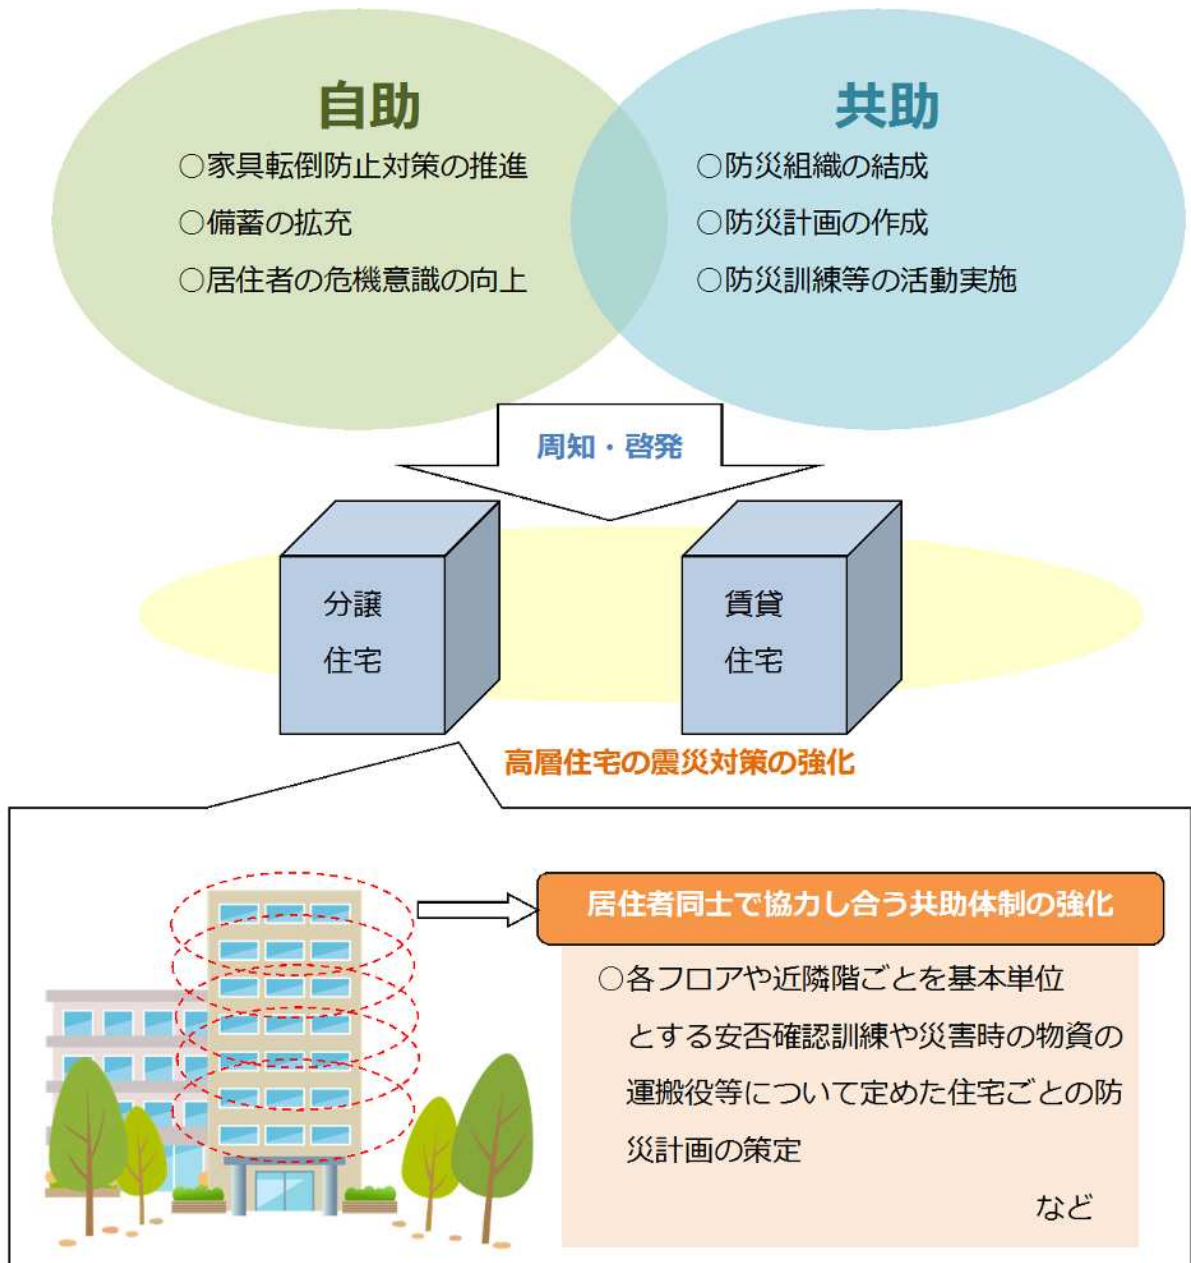 自助
○家具転倒防止対策の推進
○備蓄の拡充
○居住者の危機意識の向上
共助
○防災組織の結成
○防災計画の作成
○防災訓練等の活動実施
周知・啓発
分譲
住宅
賃貸
住宅
高層住宅の震災対策の強化
居住者同士で協力し合う共助体制の強化
○各フロアや近隣階ごとを基本単位
とする安否確認訓練や災害時の物資の
運搬役等について定めた住宅ごとの防
災計画の策定
など